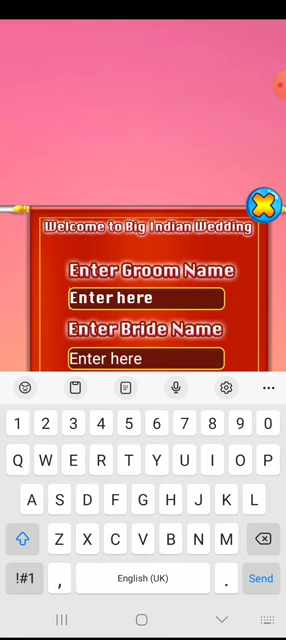 Welcome to Big Indian Wedding
Enter Groom Name
Enter here
Enter Bride Name
Enter here
1 2 3 4 5 6 7 8 9 0
Q W E R T Y U I O P
A S D F G H J K L
Z X C V B N M
!#1 , English (UK) . Send